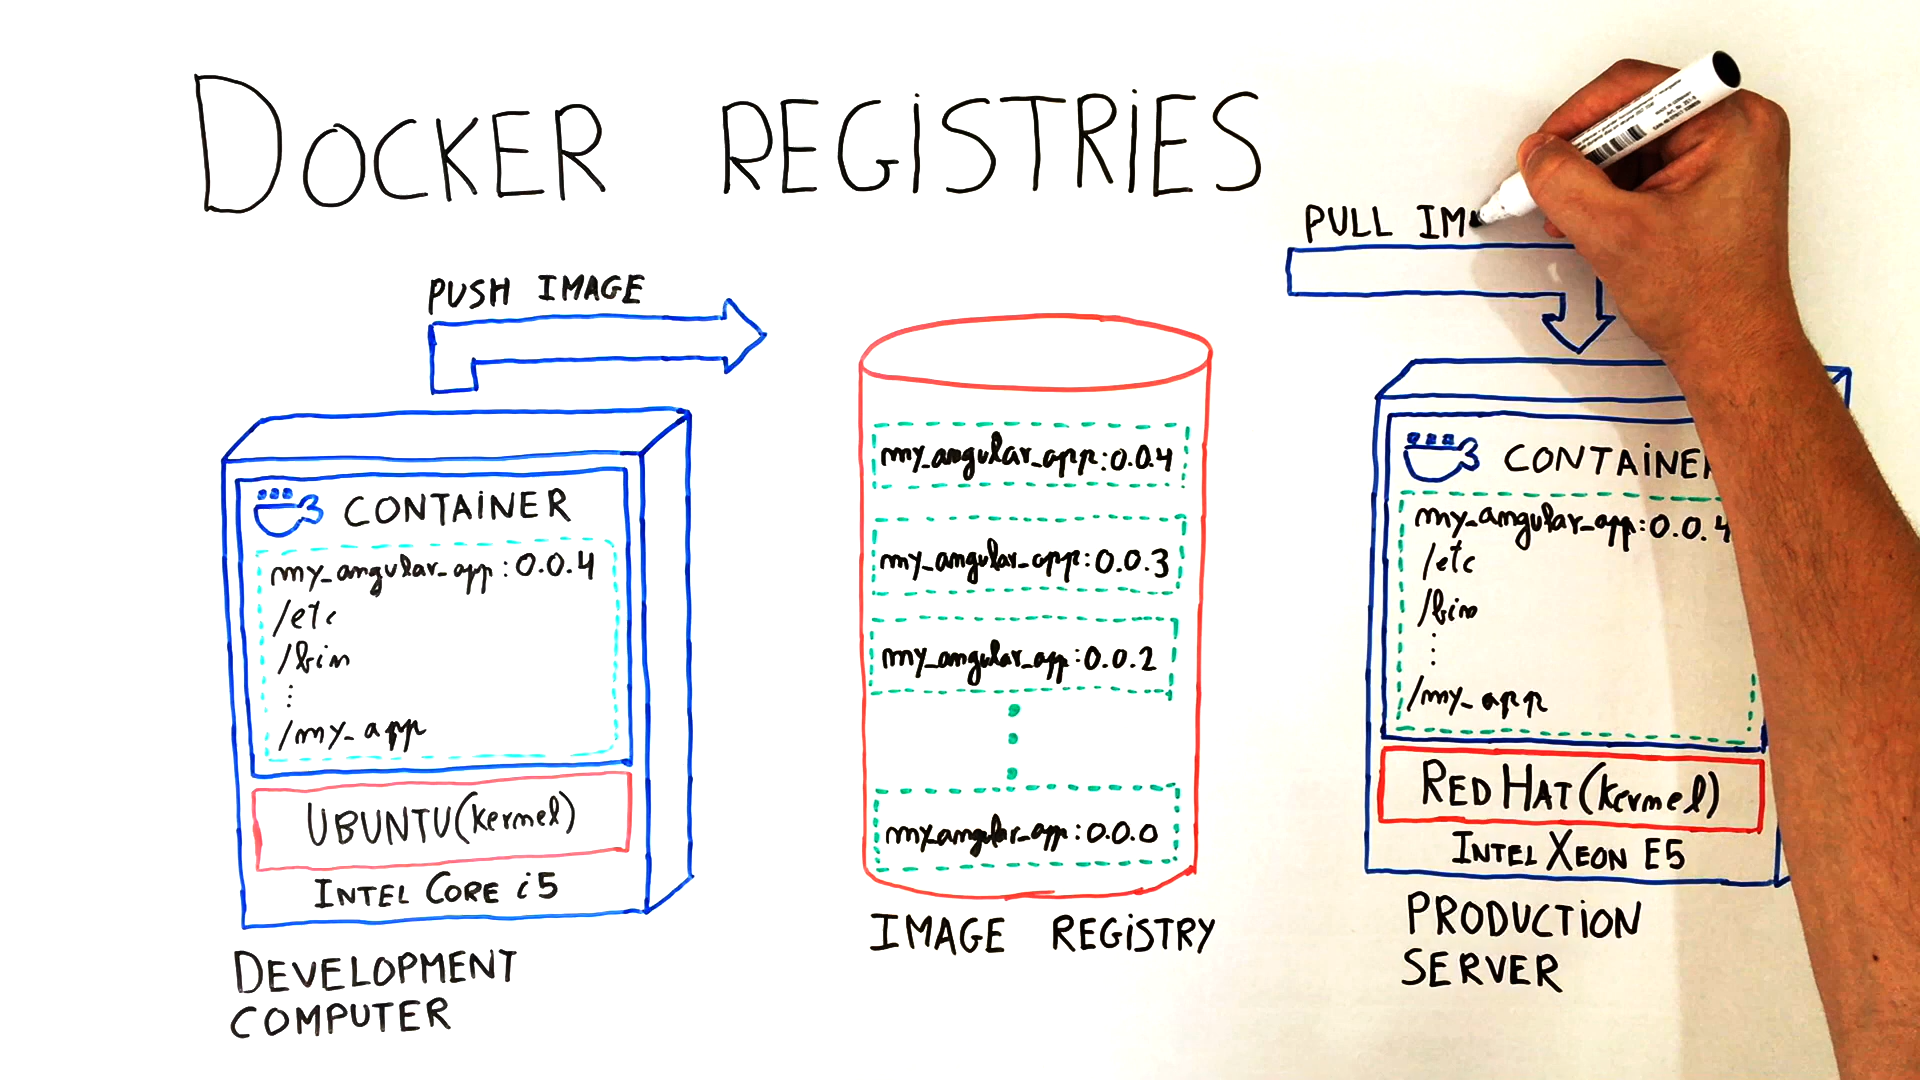 DOCKER REGISTRIES
PUSH IMAGE
PULL IM
CONTAINER
my_angular_app:0.0.4
/etc
/bin
/my_app
UBUNTU(kernel)
INTEL CORE i5
DEVELOPMENT
COMPUTER
my_angular_app:0.0.4
my_angular_app:0.0.3
my_angular_app:0.0.2
my_angular_app:0.0.0
IMAGE REGISTRY
CONTAINER
my_angular_app:0.0.4
/etc
/bin
/my_app
RED HAT(kernel)
INTEL XEON E5
PRODUCTION
SERVER